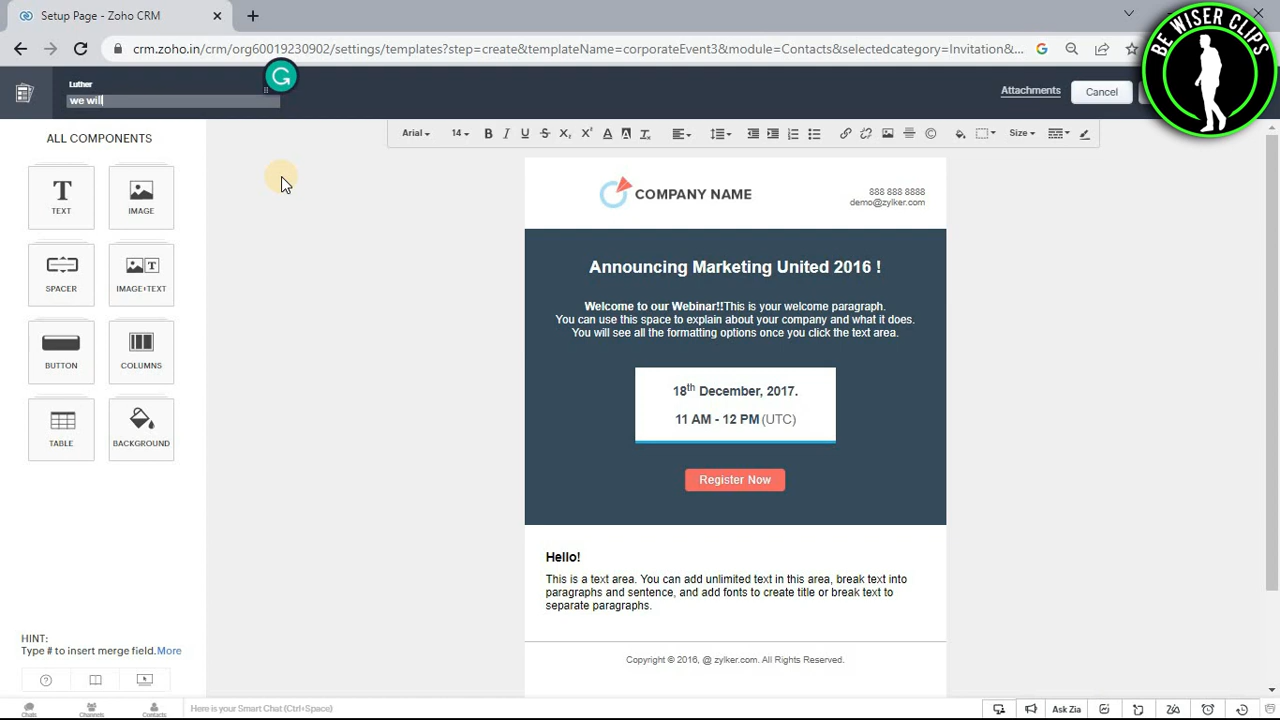 Setup Page - Zoho CRM
crm.zoho.in/crm/org60019230902/settings/templates?step=create&templateName=corporateEvent3&module=Contacts&selectedcategory=Invitation&...
BE WISER CLIPS
Luther
we will
Attachments
Cancel
ALL COMPONENTS
Arial
14
Size
TEXT
IMAGE
SPACER
IMAGE+TEXT
BUTTON
COLUMNS
TABLE
BACKGROUND
COMPANY NAME
888 888 8888
demo@zylker.com
Announcing Marketing United 2016 !
Welcome to our Webinar!!This is your welcome paragraph.
You can use this space to explain about your company and what it does.
You will see all the formatting options once you click the text area.
18th December, 2017.
11 AM - 12 PM (UTC)
Register Now
Hello!
This is a text area. You can add unlimited text in this area, break text into
paragraphs and sentence, and add fonts to create title or break text to
separate paragraphs.
Copyright © 2016, @ zylker.com. All Rights Reserved.
HINT:
Type # to insert merge field.More
Chats
Channels
Contacts
Here is your Smart Chat (Ctrl+Space)
Ask Zia